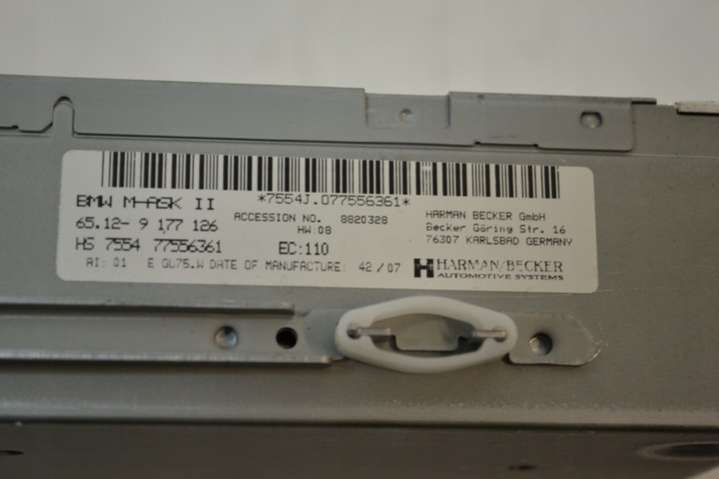 *7554J.077556361*
BMW M-ASK II
65.12- 9 177 126
HS 7554 77556361
ACCESSION NO. 8820328
HW:08
EC:110
AI: 01
DATE OF MANUFACTURE: 42/07
HARMAN BECKER GmbH
Becker Göring Str. 16
76307 KARLSBAD GERMANY
HARMAN/BECKER
AUTOMOTIVE SYSTEMS